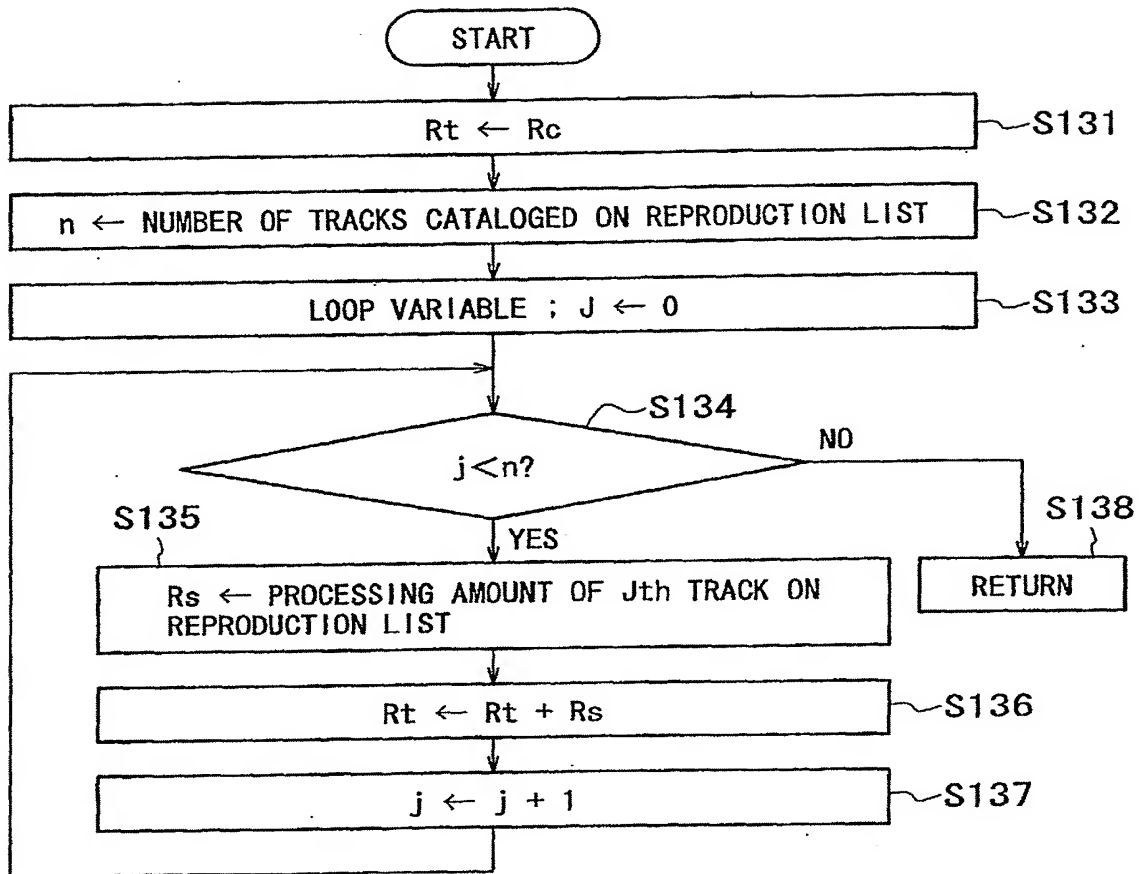 START
Rt ← Rc
S131
n ← NUMBER OF TRACKS CATALOGED ON REPRODUCTION LIST
S132
LOOP VARIABLE ; J ← 0
S133
S134
j<n?
NO
S135
YES
S138
Rs ← PROCESSING AMOUNT OF Jth TRACK ON
REPRODUCTION LIST
RETURN
Rt ← Rt + Rs
S136
j ← j + 1
S137